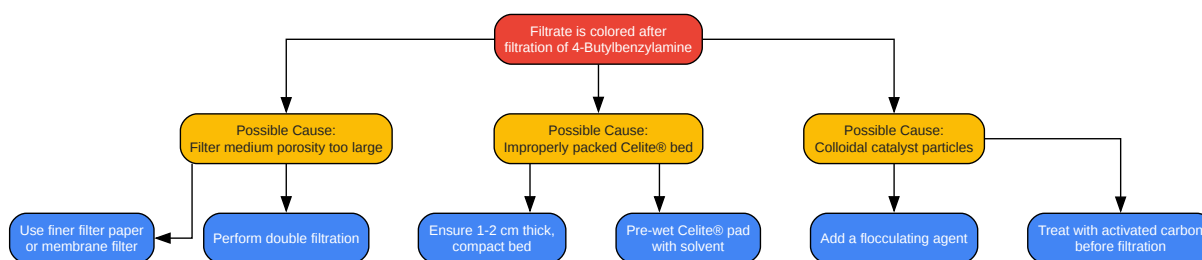 Filtrate is colored after
filtration of 4-Butylbenzylamine
Possible Cause:
Filter medium porosity too large
Possible Cause:
Improperly packed Celite® bed
Possible Cause:
Colloidal catalyst particles
Use finer filter paper
or membrane filter
Perform double filtration
Ensure 1-2 cm thick,
compact bed
Pre-wet Celite® pad
with solvent
Add a flocculating agent
Treat with activated carbon
before filtration